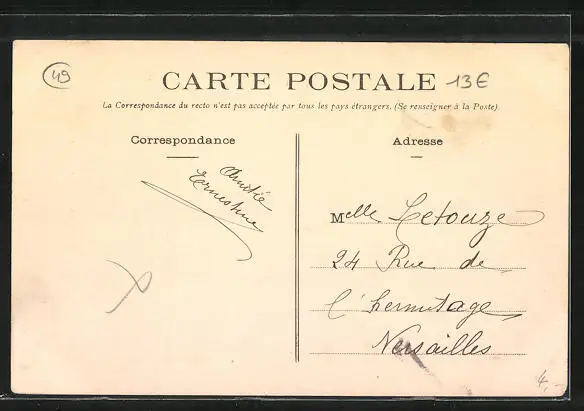 49
CARTE POSTALE
13€
La Correspondance du recto n'est pas acceptée par tous les pays étrangers. (Se renseigner à la Poste).
Correspondance
Amitié
Ernestine
Adresse
Melle Letouze
24 Rue de
l'hermitage
Versailles
4,-